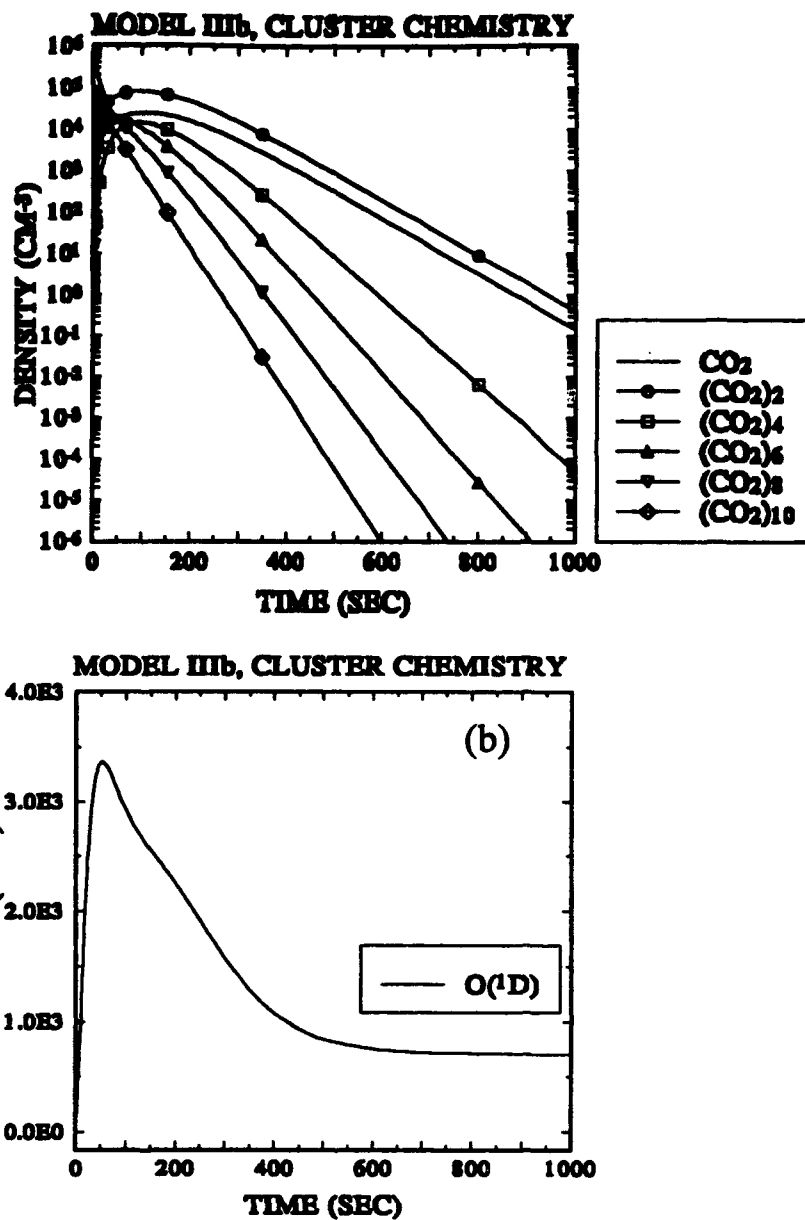 MODEL IIIb, CLUSTER CHEMISTRY
10⁶
10⁵
10⁴
10³
10²
10¹
10⁰
10⁻¹
10⁻²
10⁻³
10⁻⁴
10⁻⁵
10⁻⁶
DENSITY (CM⁻³)
0 200 400 600 800 1000
TIME (SEC)
CO₂
(CO₂)₂
(CO₂)₄
(CO₂)₆
(CO₂)₈
(CO₂)₁₀
MODEL IIIb, CLUSTER CHEMISTRY
(b)
4.0E3
3.0E3
2.0E3
1.0E3
0.0E0
O(¹D)
0 200 400 600 800 1000
TIME (SEC)